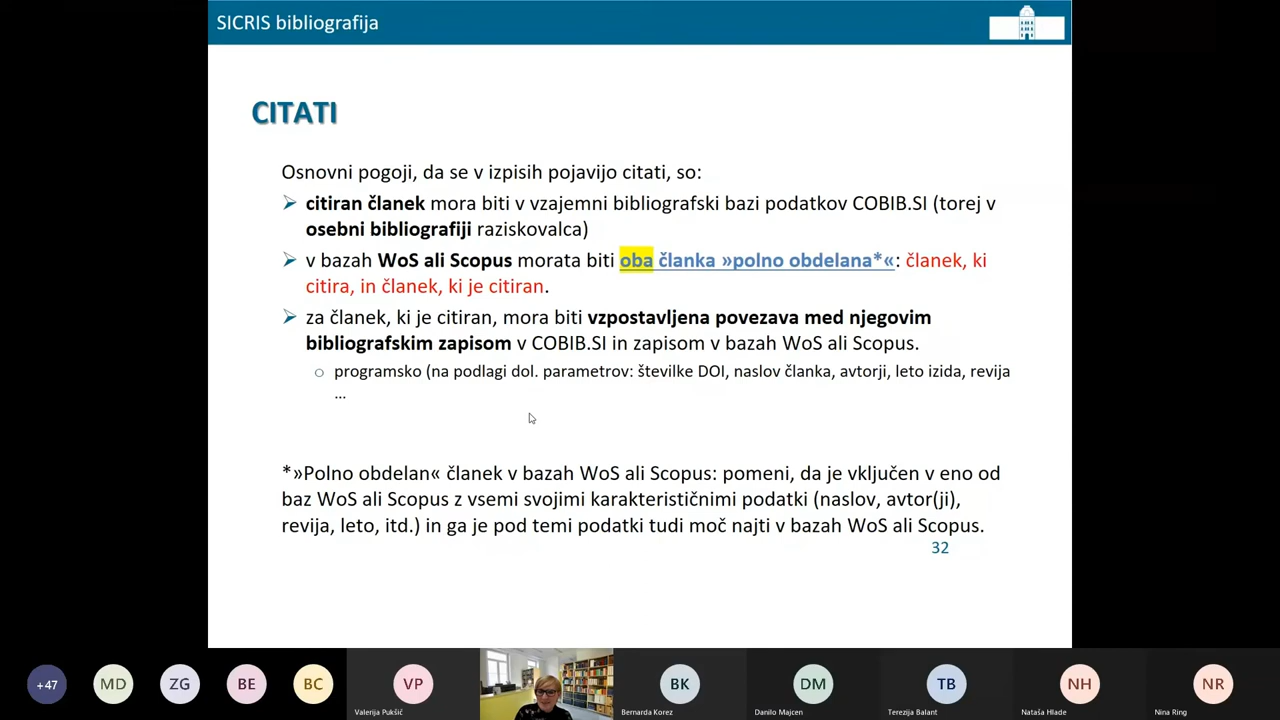 SICRIS bibliografija
CITATI
Osnovni pogoji, da se v izpisih pojavijo citati, so:
citiran članek mora biti v vzajemni bibliografski bazi podatkov COBIB.SI (torej v
osebni bibliografiji raziskovalca)
v bazah WoS ali Scopus morata biti oba članka »polno obdelana*«: članek, ki
citira, in članek, ki je citiran.
za članek, ki je citiran, mora biti vzpostavljena povezava med njegovim
bibliografskim zapisom v COBIB.SI in zapisom v bazah WoS ali Scopus.
programsko (na podlagi dol. parametrov: številke DOI, naslov članka, avtorji, leto izida, revija
...
*»Polno obdelan« članek v bazah WoS ali Scopus: pomeni, da je vključen v eno od
baz WoS ali Scopus z vsemi svojimi karakterističnimi podatki (naslov, avtor(ji),
revija, leto, itd.) in ga je pod temi podatki tudi moč najti v bazah WoS ali Scopus.
32
+47 MD ZG BE BC VP BK DM TB NH NR
Valerija Pukšič Bernarda Korez Danilo Majcen Terezija Balant Nataša Hlade Nina Ring